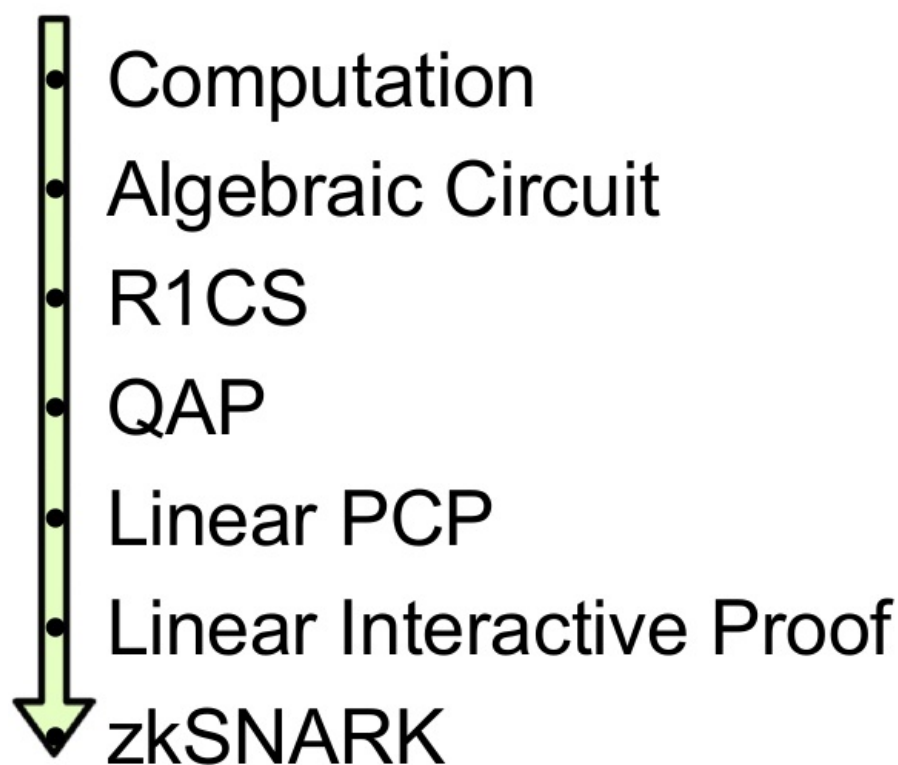 Computation
Algebraic Circuit
R1CS
QAP
Linear PCP
Linear Interactive Proof
zkSNARK